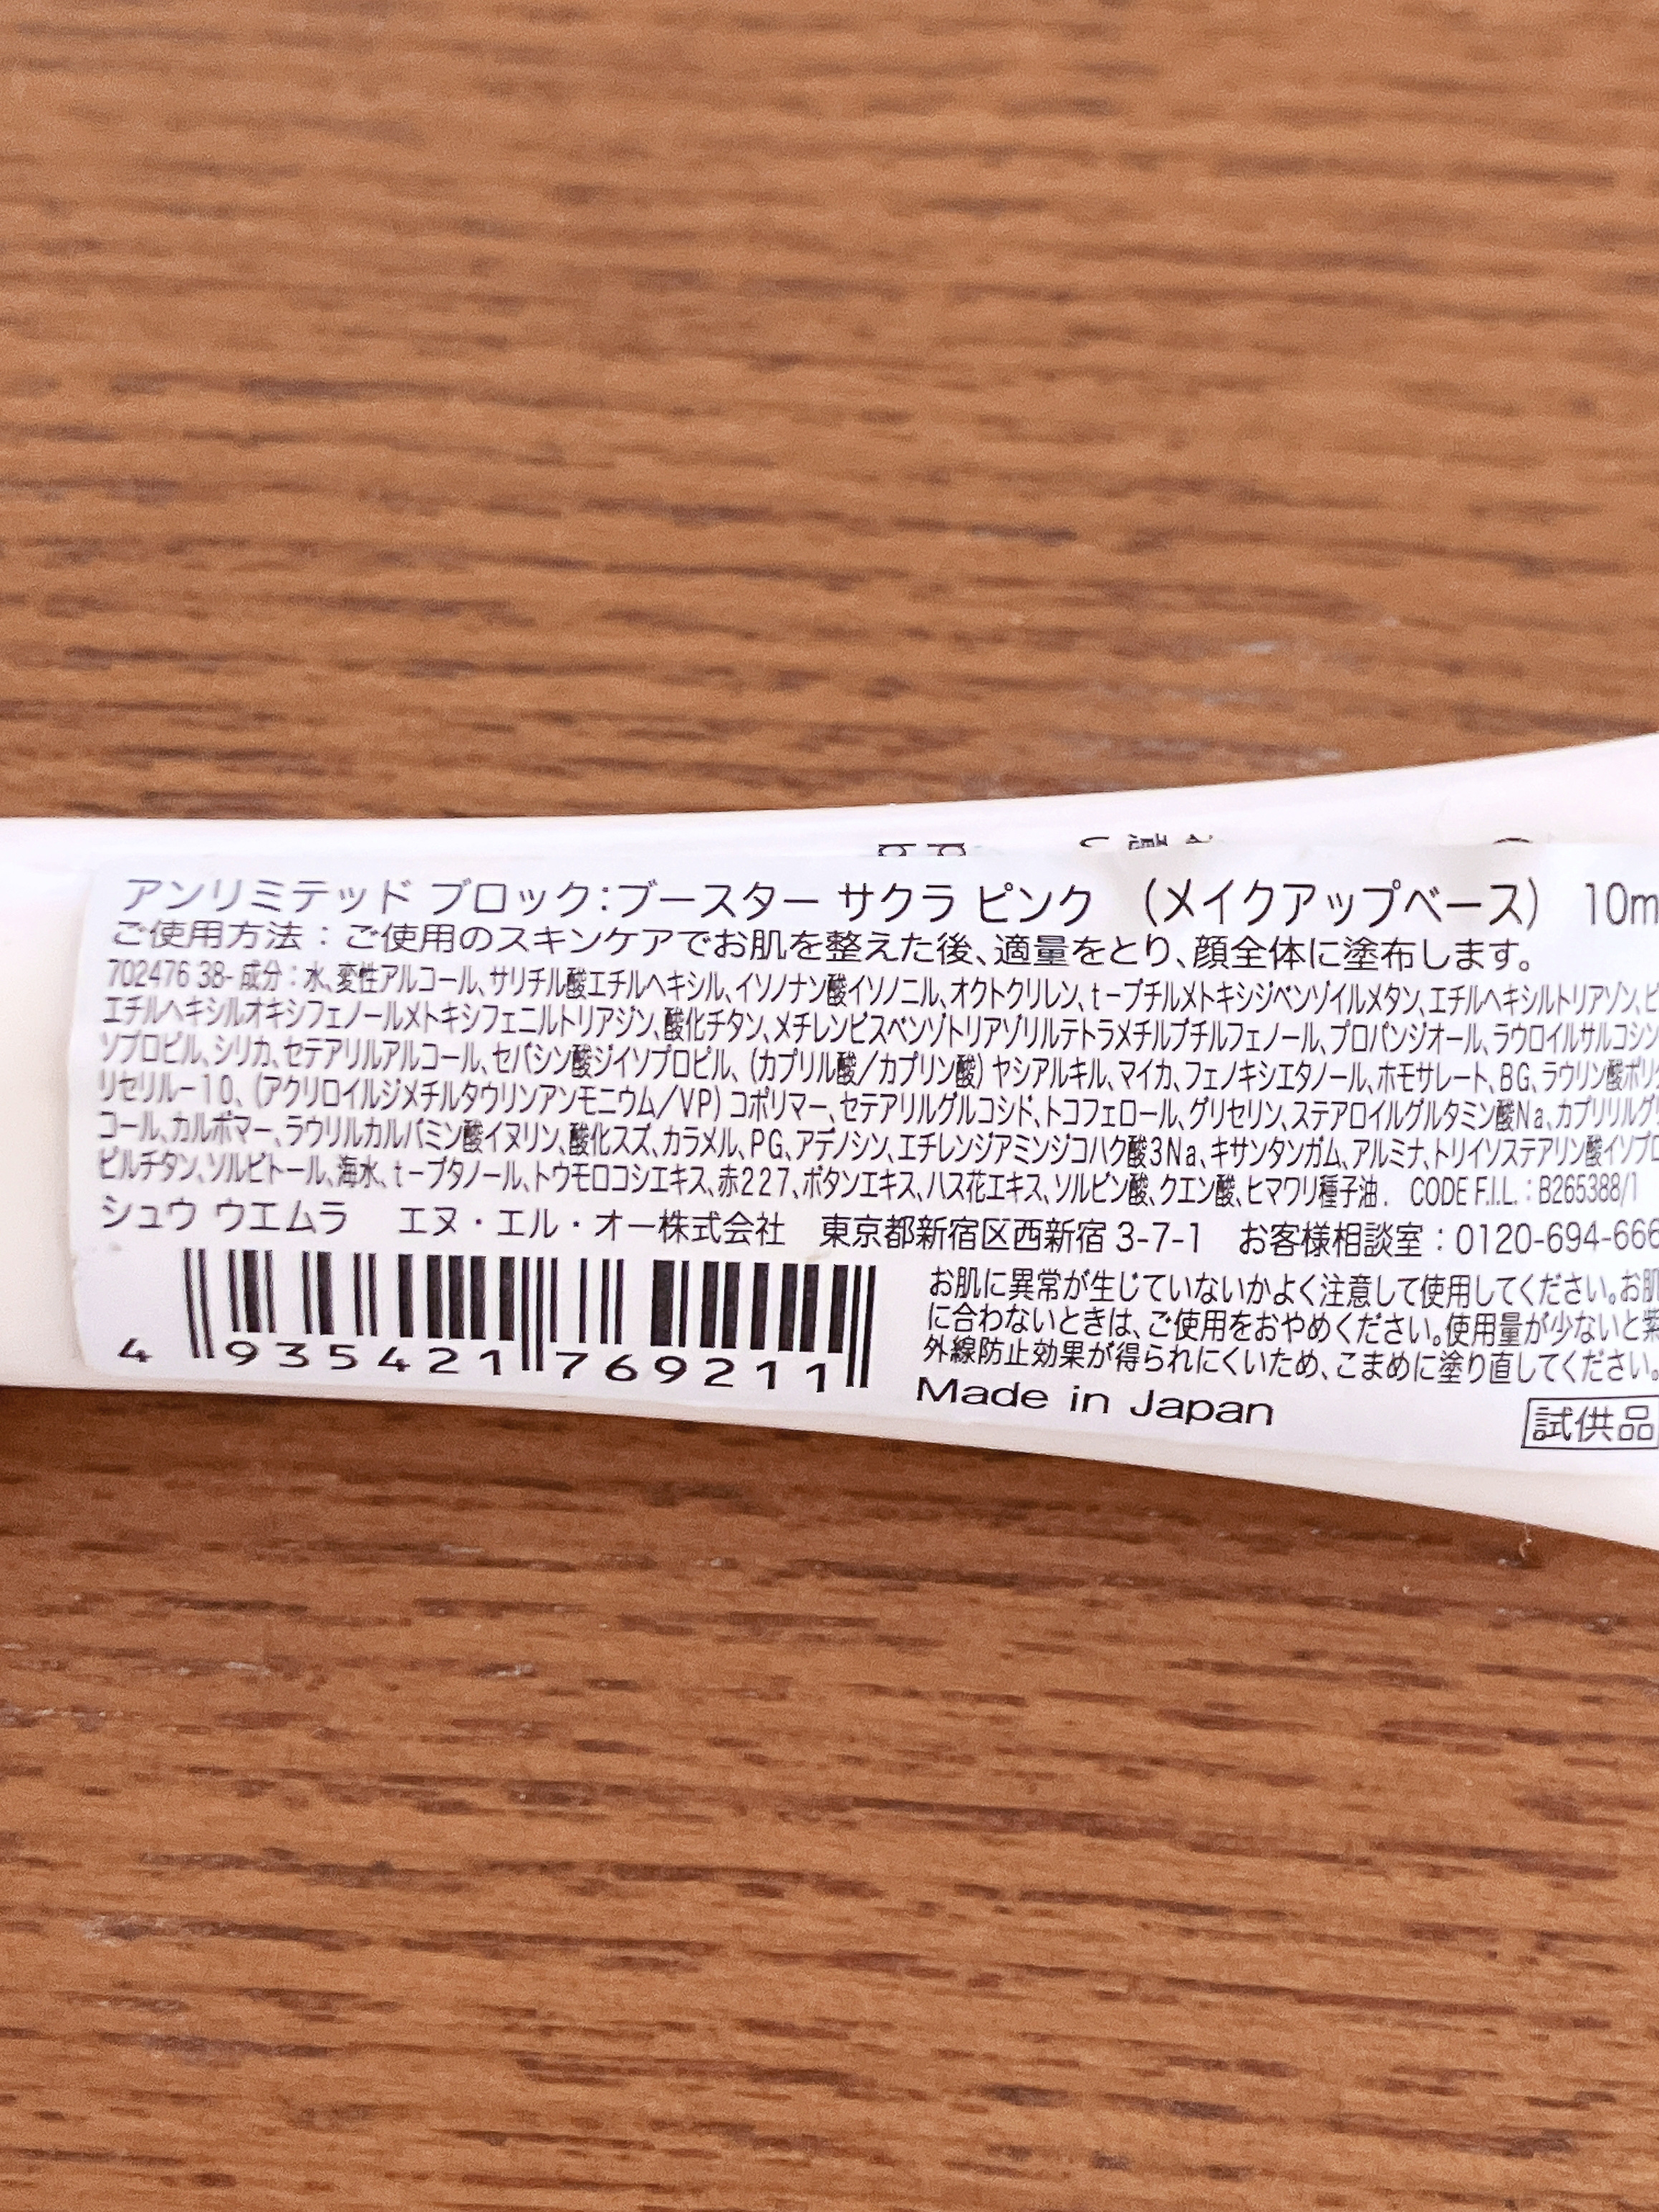 アンリミテッド ブロック:ブースター サクラ ピンク (メイクアップベース) 10m
ご使用方法:ご使用のスキンケアでお肌を整えた後、適量をとり、顔全体に塗布します。
702476 38- 成分:水、変性アルコール、サリチル酸エチルヘキシル、イソノナン酸イソノニル、オクトクリレン、t-ブチルメトキシジベンゾイルメタン、エチルヘキシルトリアゾン、ビ
エチルヘキシルオキシフェノールメトキシフェニルトリアジン、酸化チタン、メチレンビスベンゾトリアゾリルテトラメチルブチルフェノール、プロパンジオール、ラウロイルサルコシン
ソプロピル、シリカ、セテアリルアルコール、セバシン酸ジイソプロピル、(カプリル酸/カプリン酸) ヤシアルキル、マイカ、フェノキシエタノール、ホモサレート、BG、ラウリン酸ポリ
リセリル-10、(アクリロイルジメチルタウリンアンモニウム/VP) コポリマー、セテアリルグルコシド、トコフェロール、グリセリン、ステアロイルグルタミン酸Na、カプリリルグリ
コール、カルボマー、ラウリルカルバミン酸イヌリン、酸化スズ、カラメル、PG、アデノシン、エチレンジアミンジコハク酸3Na、キサンタンガム、アルミナ、トリイソステアリン酸イソプロ
ピルチタン、ソルビトール、海水、t-ブタノール、トウモロコシエキス、赤227、ボタンエキス、ハス花エキス、ソルビン酸、クエン酸、ヒマワリ種子油. CODE F.I.L.:B265388/1
シュウ ウエムラ エヌ・エル・オー株式会社 東京都新宿区西新宿 3-7-1 お客様相談室:0120-694-666
お肌に異常が生じていないかよく注意して使用してください。お肌
に合わないときは、ご使用をおやめください。使用量が少ないと紫
外線防止効果が得られにくいため、こまめに塗り直してください。
4 935421 769211
Made in Japan
試供品